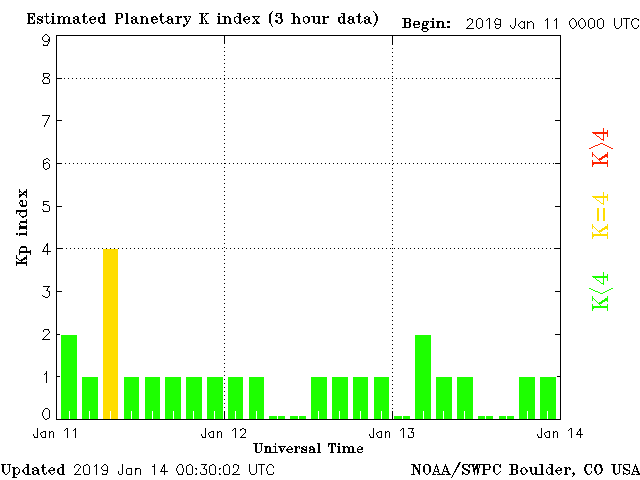 Estimated Planetary K index (3 hour data) Begin: 2019 Jan 11 0000 UTC
9
8
7
6
5
4
3
2
1
0
Kp index
K>4
K=4
K<4
Jan 11 Jan 12 Jan 13 Jan 14
Universal Time
Updated 2019 Jan 14 00:30:02 UTC NOAA/SWPC Boulder, CO USA